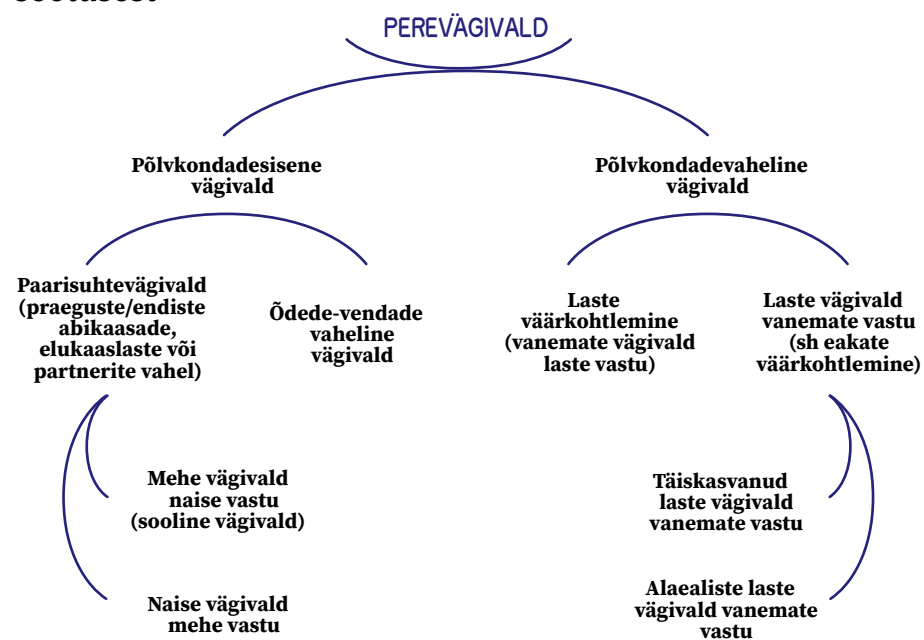 PEREVÄGIVALD
Põlvkondadesisene
vägivald
Põlvkondadevaheline
vägivald
Paarisuhtevägivald
(praeguste/endiste
abikaasade,
elukaaslaste või
partnerite vahel)
Õdede-vendade
vaheline
vägivald
Laste
väärkohtlemine
(vanemate vägivald
laste vastu)
Laste vägivald
vanemate vastu
(sh eakate
väärkohtlemine)
Mehe vägivald
naise vastu
(sooline vägivald)
Täiskasvanud
laste vägivald
vanemate vastu
Naise vägivald
mehe vastu
Alaealiste laste
vägivald vanemate
vastu